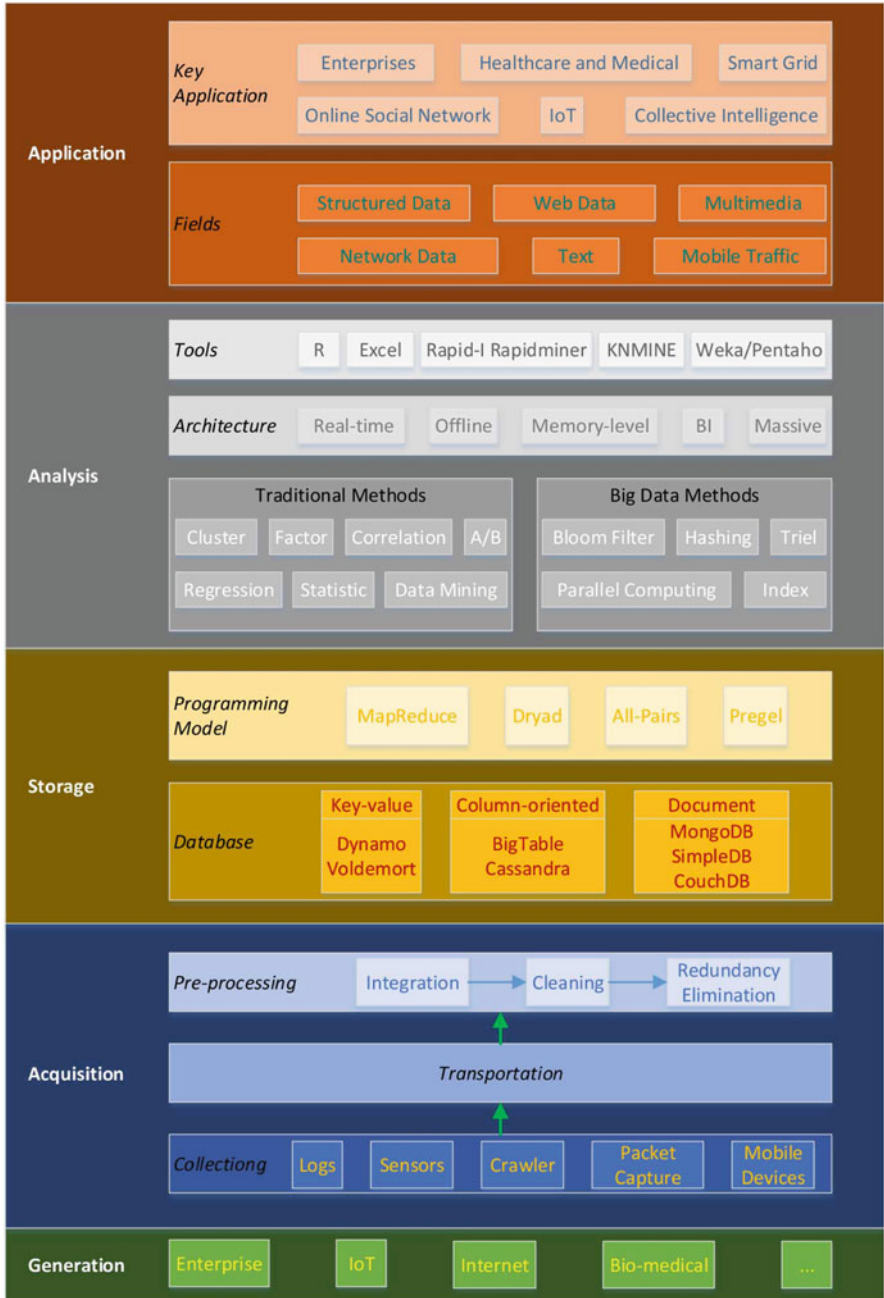 Application
Key
Application
Enterprises
Healthcare and Medical
Smart Grid
Online Social Network
IoT
Collective Intelligence
Fields
Structured Data
Web Data
Multimedia
Network Data
Text
Mobile Traffic
Analysis
Tools
R
Excel
Rapid-I Rapidminer
KNMINE
Weka/Pentaho
Architecture
Real-time
Offline
Memory-level
BI
Massive
Traditional Methods
Cluster
Factor
Correlation
A/B
Regression
Statistic
Data Mining
Big Data Methods
Bloom Filter
Hashing
Triel
Parallel Computing
Index
Storage
Programming
Model
MapReduce
Dryad
All-Pairs
Pregel
Database
Key-value
Dynamo
Voldemort
Column-oriented
BigTable
Cassandra
Document
MongoDB
SimpleDB
CouchDB
Acquisition
Pre-processing
Integration
Cleaning
Redundancy
Elimination
Transportation
Collectiong
Logs
Sensors
Crawler
Packet
Capture
Mobile
Devices
Generation
Enterprise
IoT
Internet
Bio-medical
...